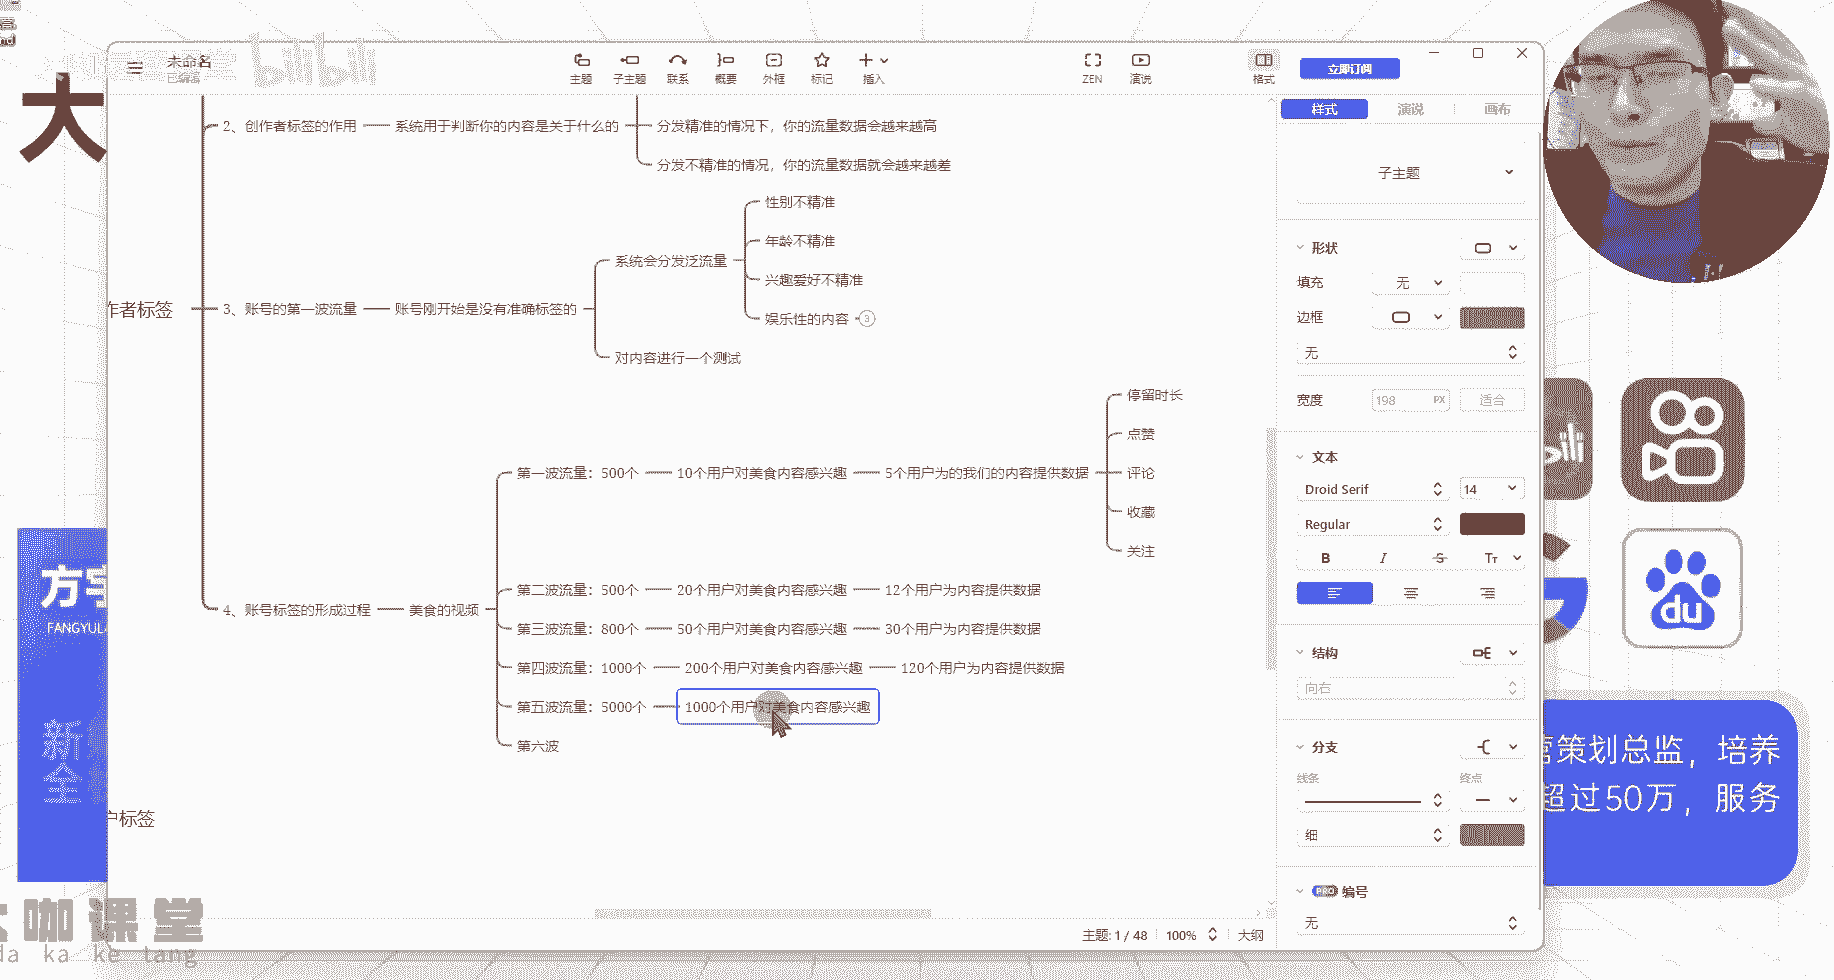 大
bilibili
未命名
已编辑
主题
子主题
联系
概要
外框
标记
插入
ZEN
演说
格式
立即订阅
样式
演说
画布
2、创作者标签的作用
系统用于判断你的内容是关于什么的
分发精准的情况下，你的流量数据会越来越高
分发不精准的情况，你的流量数据就会越来越差
作者标签
3、账号的第一波流量
账号刚开始是没有准确标签的
系统会分发泛流量
性别不精准
年龄不精准
兴趣爱好不精准
娱乐性的内容
3
对内容进行一个测试
4、账号标签的形成过程
美食的视频
第一波流量：500个
10个用户对美食内容感兴趣
5个用户为的我们的内容提供数据
停留时长
点赞
评论
收藏
关注
第二波流量：500个
20个用户对美食内容感兴趣
12个用户为内容提供数据
第三波流量：800个
50个用户对美食内容感兴趣
30个用户为内容提供数据
第四波流量：1000个
200个用户对美食内容感兴趣
120个用户为内容提供数据
第五波流量：5000个
1000个用户对美食内容感兴趣
第六波
户标签
子主题
形状
填充
无
边框
无
宽度
198
PX
适合
文本
Droid Serif
14
Regular
B
I
S
TT
结构
向右
分支
线条
终点
细
PRO
编号
无
主题: 1 / 48
100%
大纲
方宇
FANGYUL
新
全
大咖课堂
da ka ke tang
bili
du
营策划总监，培养
超过50万，服务